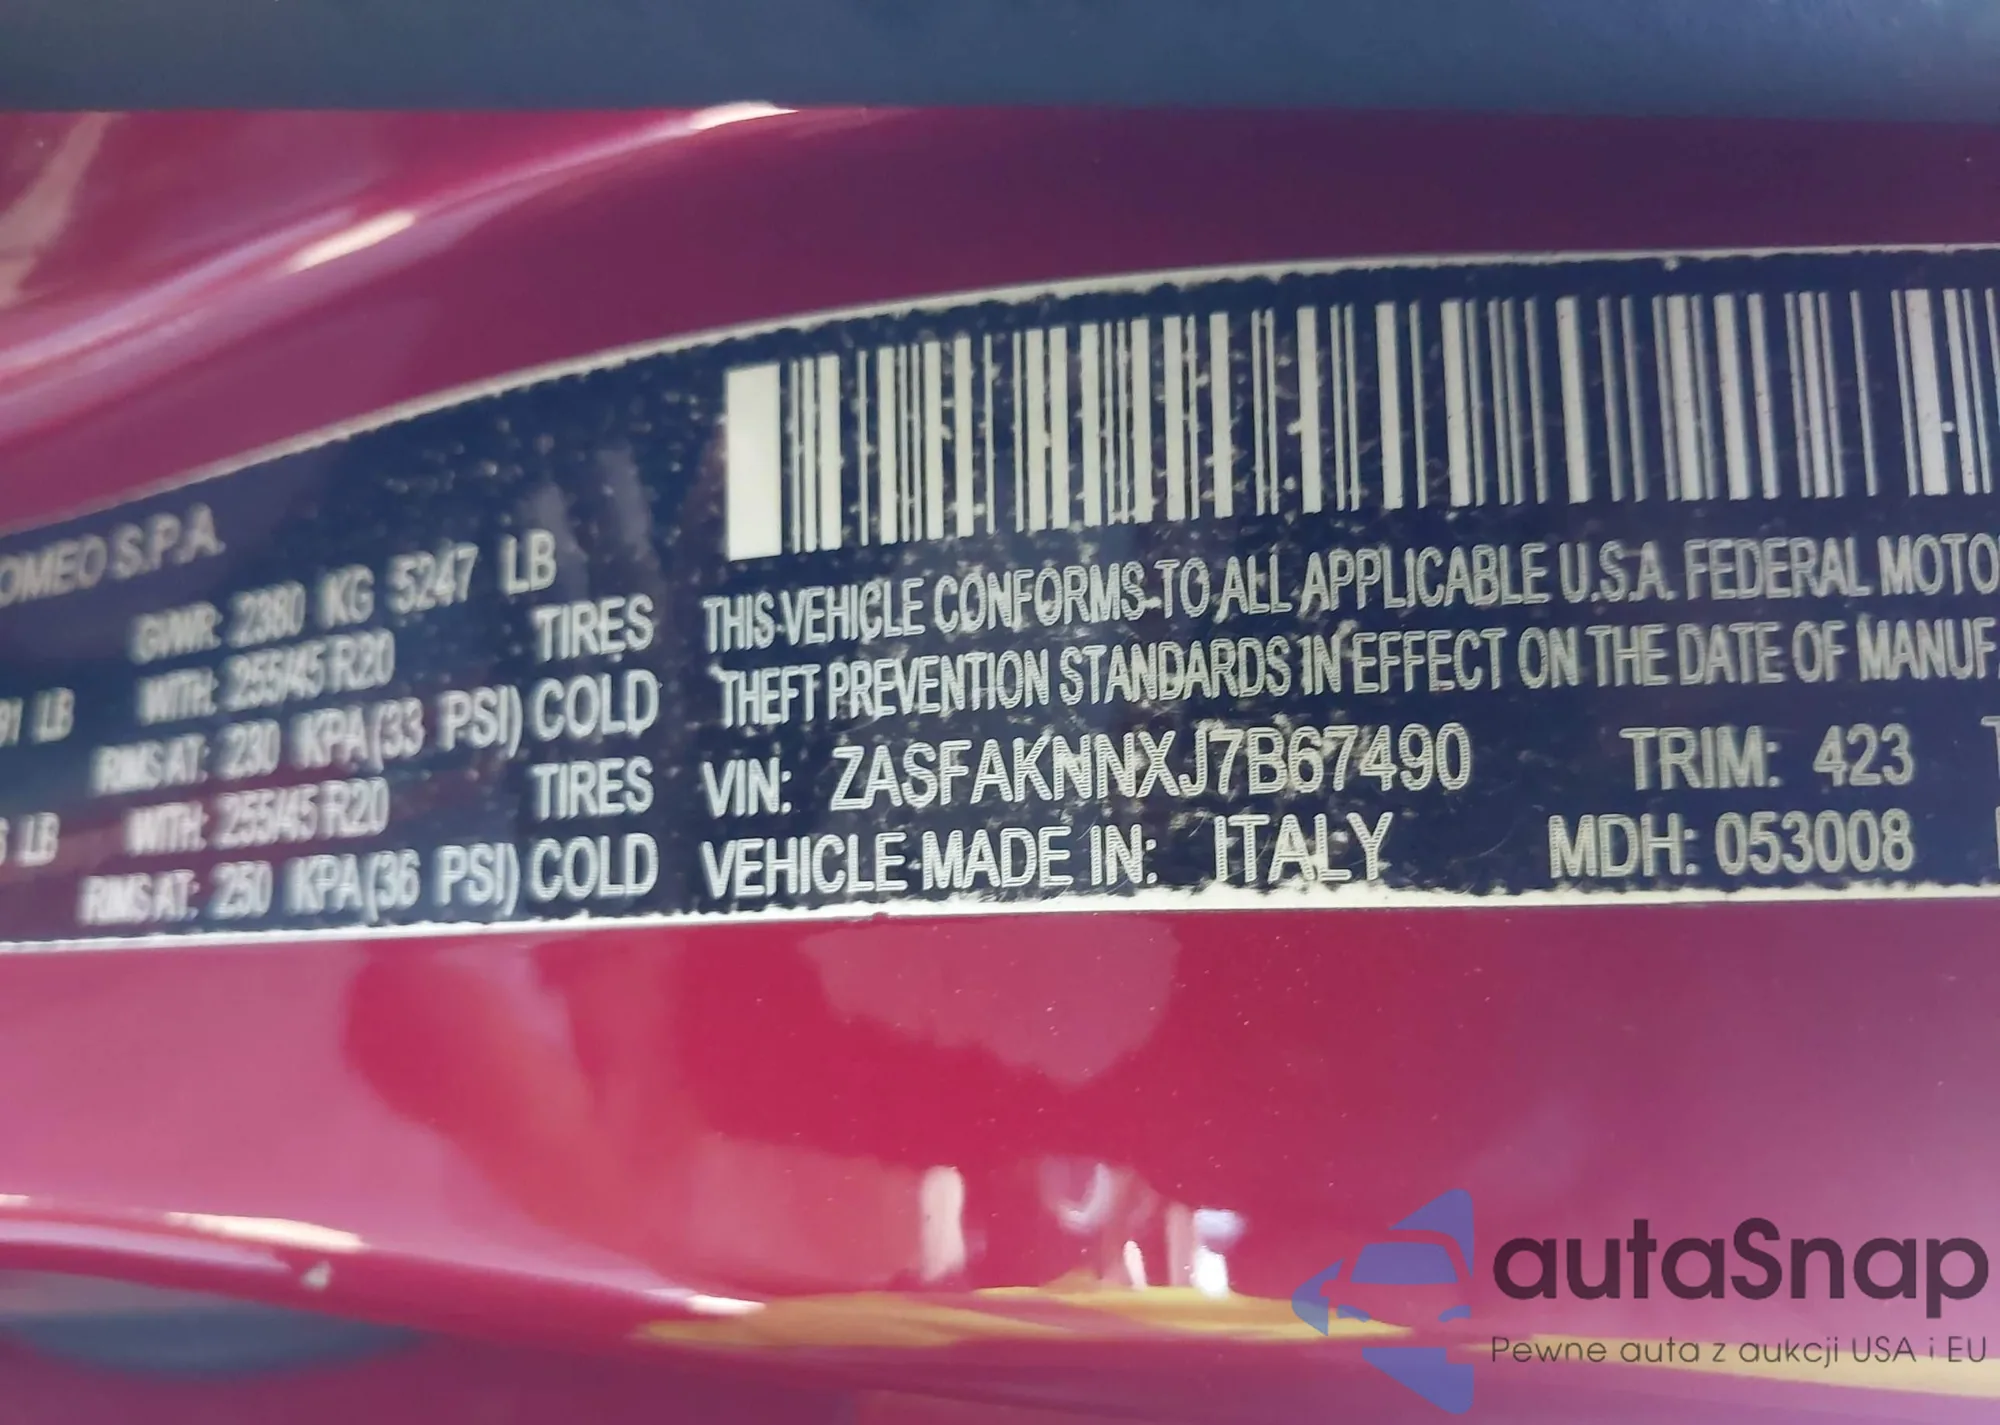 OMEO S.P.A.
GVWR: 2380 KG 5247 LB
WITH: 255/45 R20 TIRES
91 LB RIMS AT: 230 KPA(33 PSI) COLD
WITH: 255/45 R20 TIRES
6 LB RIMS AT: 250 KPA(36 PSI) COLD
THIS VEHICLE CONFORMS TO ALL APPLICABLE U.S.A. FEDERAL MOTO
THEFT PREVENTION STANDARDS IN EFFECT ON THE DATE OF MANUF
VIN: ZASFAKNNXJ7B67490 TRIM: 423
VEHICLE MADE IN: ITALY MDH: 053008
autaSnap
Pewne auta z aukcji USA i EU